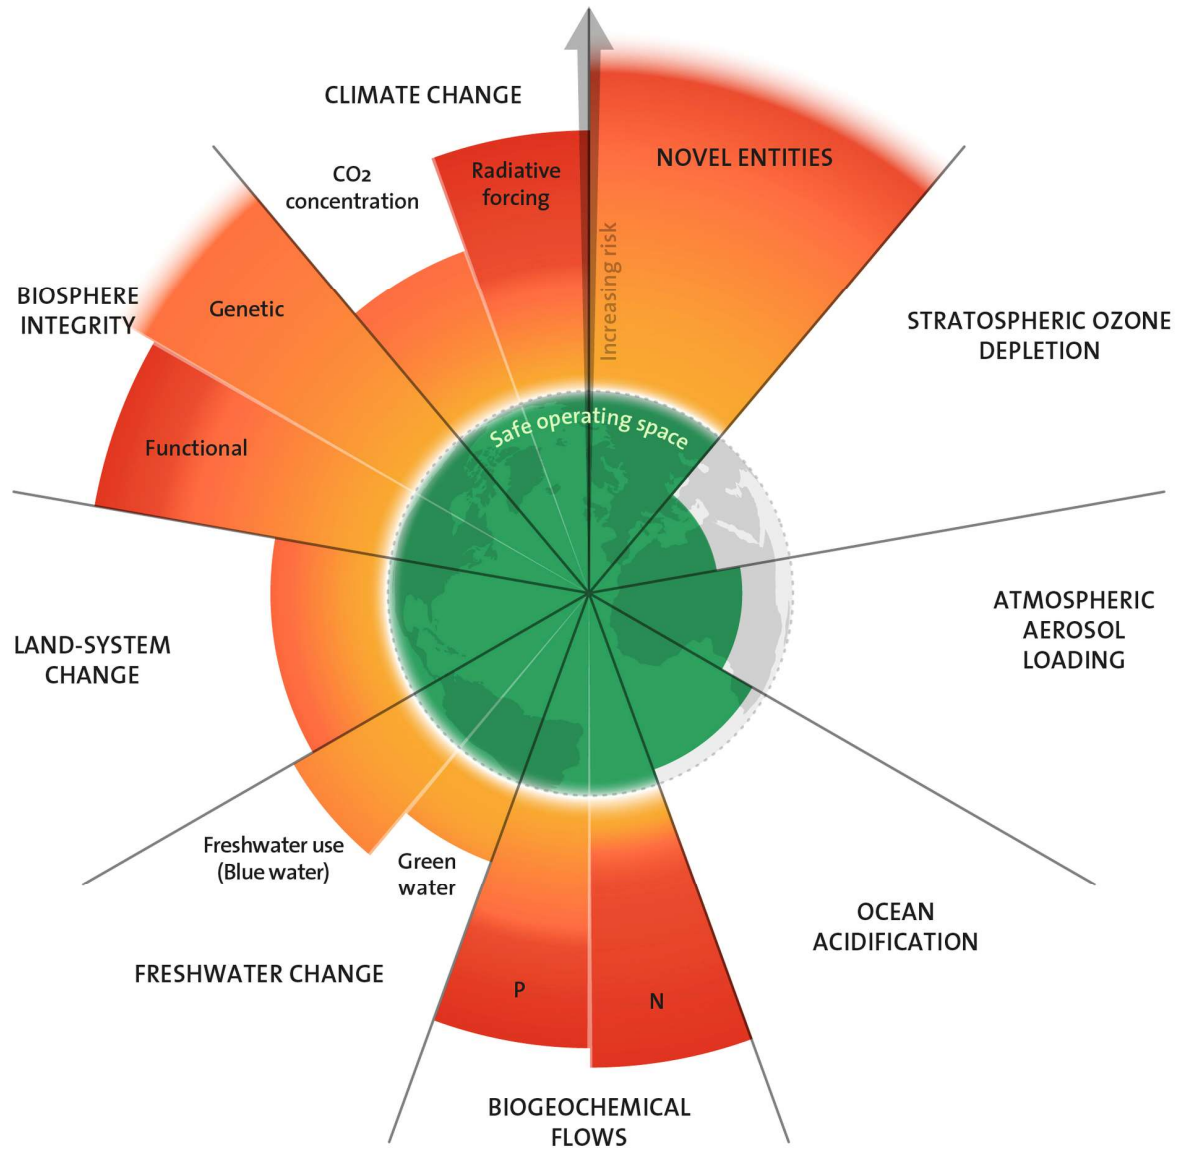 CLIMATE CHANGE
CO2
concentration
Radiative
forcing
NOVEL ENTITIES
Increasing risk
BIOSPHERE
INTEGRITY
Genetic
Functional
STRATOSPHERIC OZONE
DEPLETION
Safe operating space
ATMOSPHERIC
AEROSOL
LOADING
LAND-SYSTEM
CHANGE
Freshwater use
(Blue water)
Green
water
FRESHWATER CHANGE
OCEAN
ACIDIFICATION
P
N
BIOGEOCHEMICAL
FLOWS